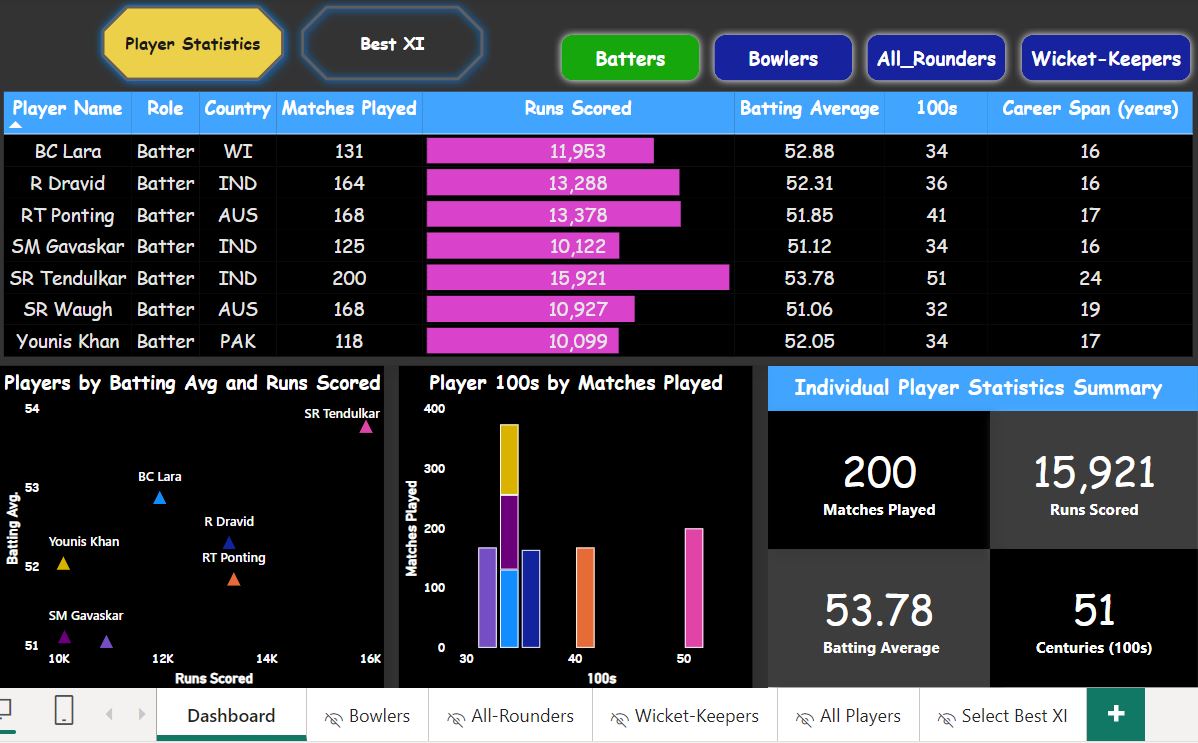 Player Statistics
Best XI
Batters
Bowlers
All_Rounders
Wicket-Keepers
Player Name Role Country Matches Played Runs Scored Batting Average 100s Career Span (years)
BC Lara Batter WI 131 11,953 52.88 34 16
R Dravid Batter IND 164 13,288 52.31 36 16
RT Ponting Batter AUS 168 13,378 51.85 41 17
SM Gavaskar Batter IND 125 10,122 51.12 34 16
SR Tendulkar Batter IND 200 15,921 53.78 51 24
SR Waugh Batter AUS 168 10,927 51.06 32 19
Younis Khan Batter PAK 118 10,099 52.05 34 17
Players by Batting Avg and Runs Scored
54
53
52
51
Batting Avg.
SR Tendulkar
BC Lara
R Dravid
Younis Khan
RT Ponting
SM Gavaskar
10K 12K 14K 16K
Runs Scored
Player 100s by Matches Played
400
300
200
100
0
Matches Played
30 40 50
100s
Individual Player Statistics Summary
200
Matches Played
15,921
Runs Scored
53.78
Batting Average
51
Centuries (100s)
Dashboard
Bowlers
All-Rounders
Wicket-Keepers
All Players
Select Best XI
+